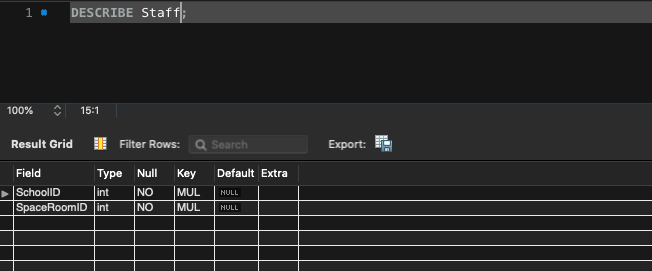 1 DESCRIBE Staff;
100% 15:1
Result Grid Filter Rows: Search Export:
Field Type Null Key Default Extra
SchoolID int NO MUL NULL
SpaceRoomID int NO MUL NULL